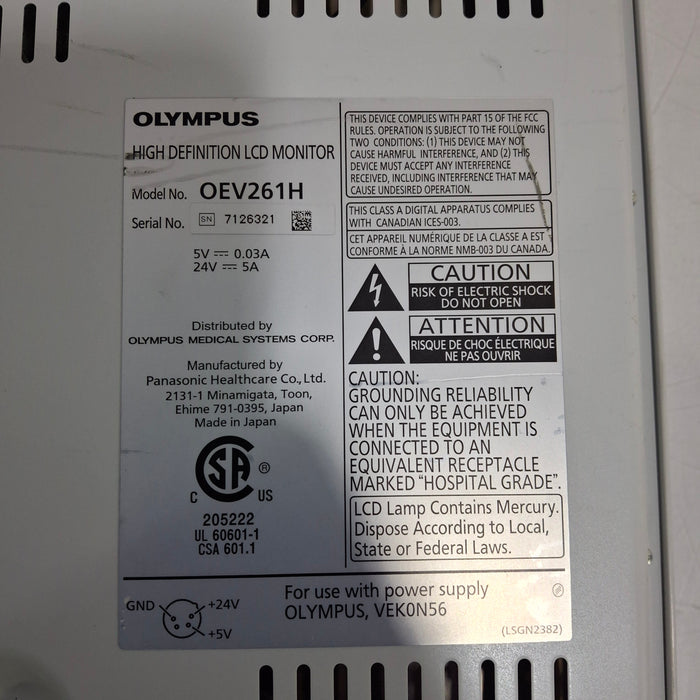 OLYMPUS
HIGH DEFINITION LCD MONITOR
Model No. OEV261H
Serial No. SN 7126321
5V ⎓ 0.03A
24V ⎓ 5A
Distributed by
OLYMPUS MEDICAL SYSTEMS CORP.
Manufactured by
Panasonic Healthcare Co., Ltd.
2131-1 Minamigata, Toon,
Ehime 791-0395, Japan
Made in Japan
CSA ®
C US
205222
UL 60601-1
CSA 601.1
THIS DEVICE COMPLIES WITH PART 15 OF THE FCC
RULES. OPERATION IS SUBJECT TO THE FOLLOWING
TWO CONDITIONS: (1) THIS DEVICE MAY NOT
CAUSE HARMFUL INTERFERENCE, AND (2) THIS
DEVICE MUST ACCEPT ANY INTERFERENCE
RECEIVED, INCLUDING INTERFERENCE THAT MAY
CAUSE UNDESIRED OPERATION.
THIS CLASS A DIGITAL APPARATUS COMPLIES
WITH CANADIAN ICES-003.
CET APPAREIL NUMÉRIQUE DE LA CLASSE A EST
CONFORME À LA NORME NMB-003 DU CANADA.
CAUTION
RISK OF ELECTRIC SHOCK
DO NOT OPEN
ATTENTION
RISQUE DE CHOC ÉLECTRIQUE
NE PAS OUVRIR
CAUTION:
GROUNDING RELIABILITY
CAN ONLY BE ACHIEVED
WHEN THE EQUIPMENT IS
CONNECTED TO AN
EQUIVALENT RECEPTACLE
MARKED "HOSPITAL GRADE".
LCD Lamp Contains Mercury.
Dispose According to Local,
State or Federal Laws.
GND +24V
+5V
For use with power supply
OLYMPUS, VEK0N56
(LSGN2382)